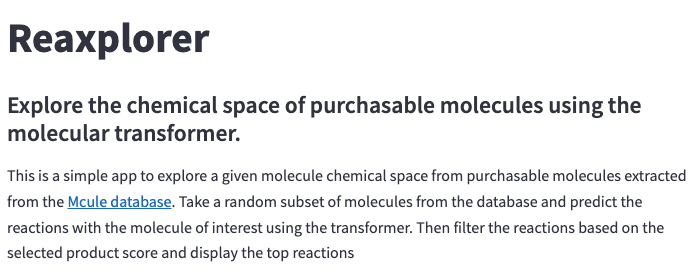 Reaxplorer
Explore the chemical space of purchasable molecules using the
molecular transformer.
This is a simple app to explore a given molecule chemical space from purchasable molecules extracted
from the Mcule database. Take a random subset of molecules from the database and predict the
reactions with the molecule of interest using the transformer. Then filter the reactions based on the
selected product score and display the top reactions